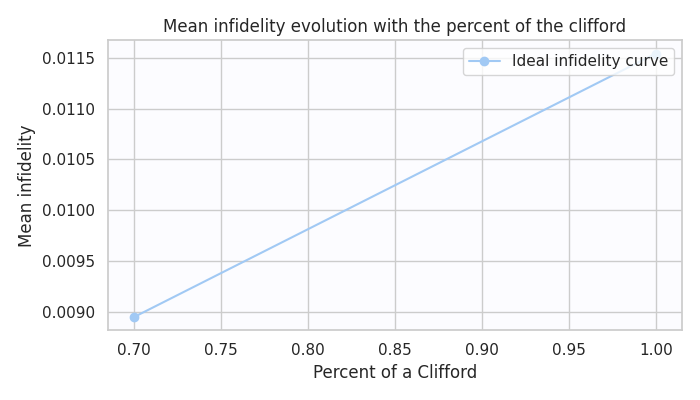 Mean infidelity evolution with the percent of the clifford
Ideal infidelity curve
Mean infidelity
0.0115
0.0110
0.0105
0.0100
0.0095
0.0090
0.70 0.75 0.80 0.85 0.90 0.95 1.00
Percent of a Clifford